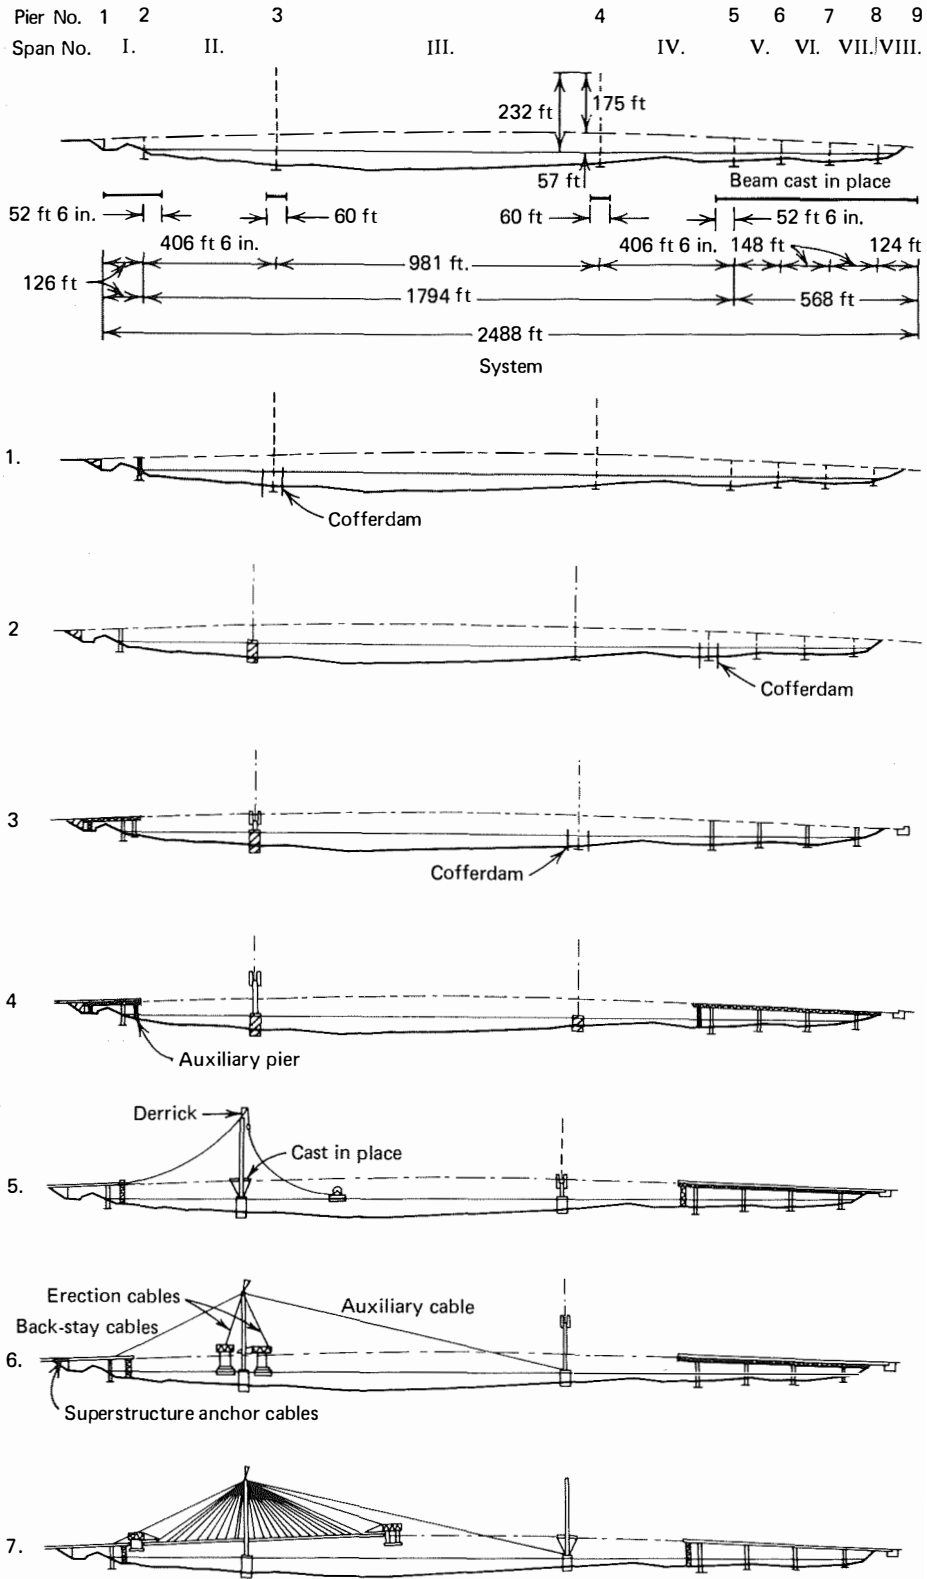 Pier No. 1 2 3 4 5 6 7 8 9
Span No. I. II. III. IV. V. VI. VII. VIII.
232 ft 175 ft
57 ft
Beam cast in place
52 ft 6 in. 60 ft 60 ft 52 ft 6 in.
406 ft 6 in. 406 ft 6 in. 148 ft 124 ft
126 ft 981 ft.
1794 ft 568 ft
2488 ft
System
1.
Cofferdam
2
Cofferdam
3
Cofferdam
4
Auxiliary pier
Derrick
Cast in place
5.
Erection cables
Auxiliary cable
Back-stay cables
6.
Superstructure anchor cables
7.